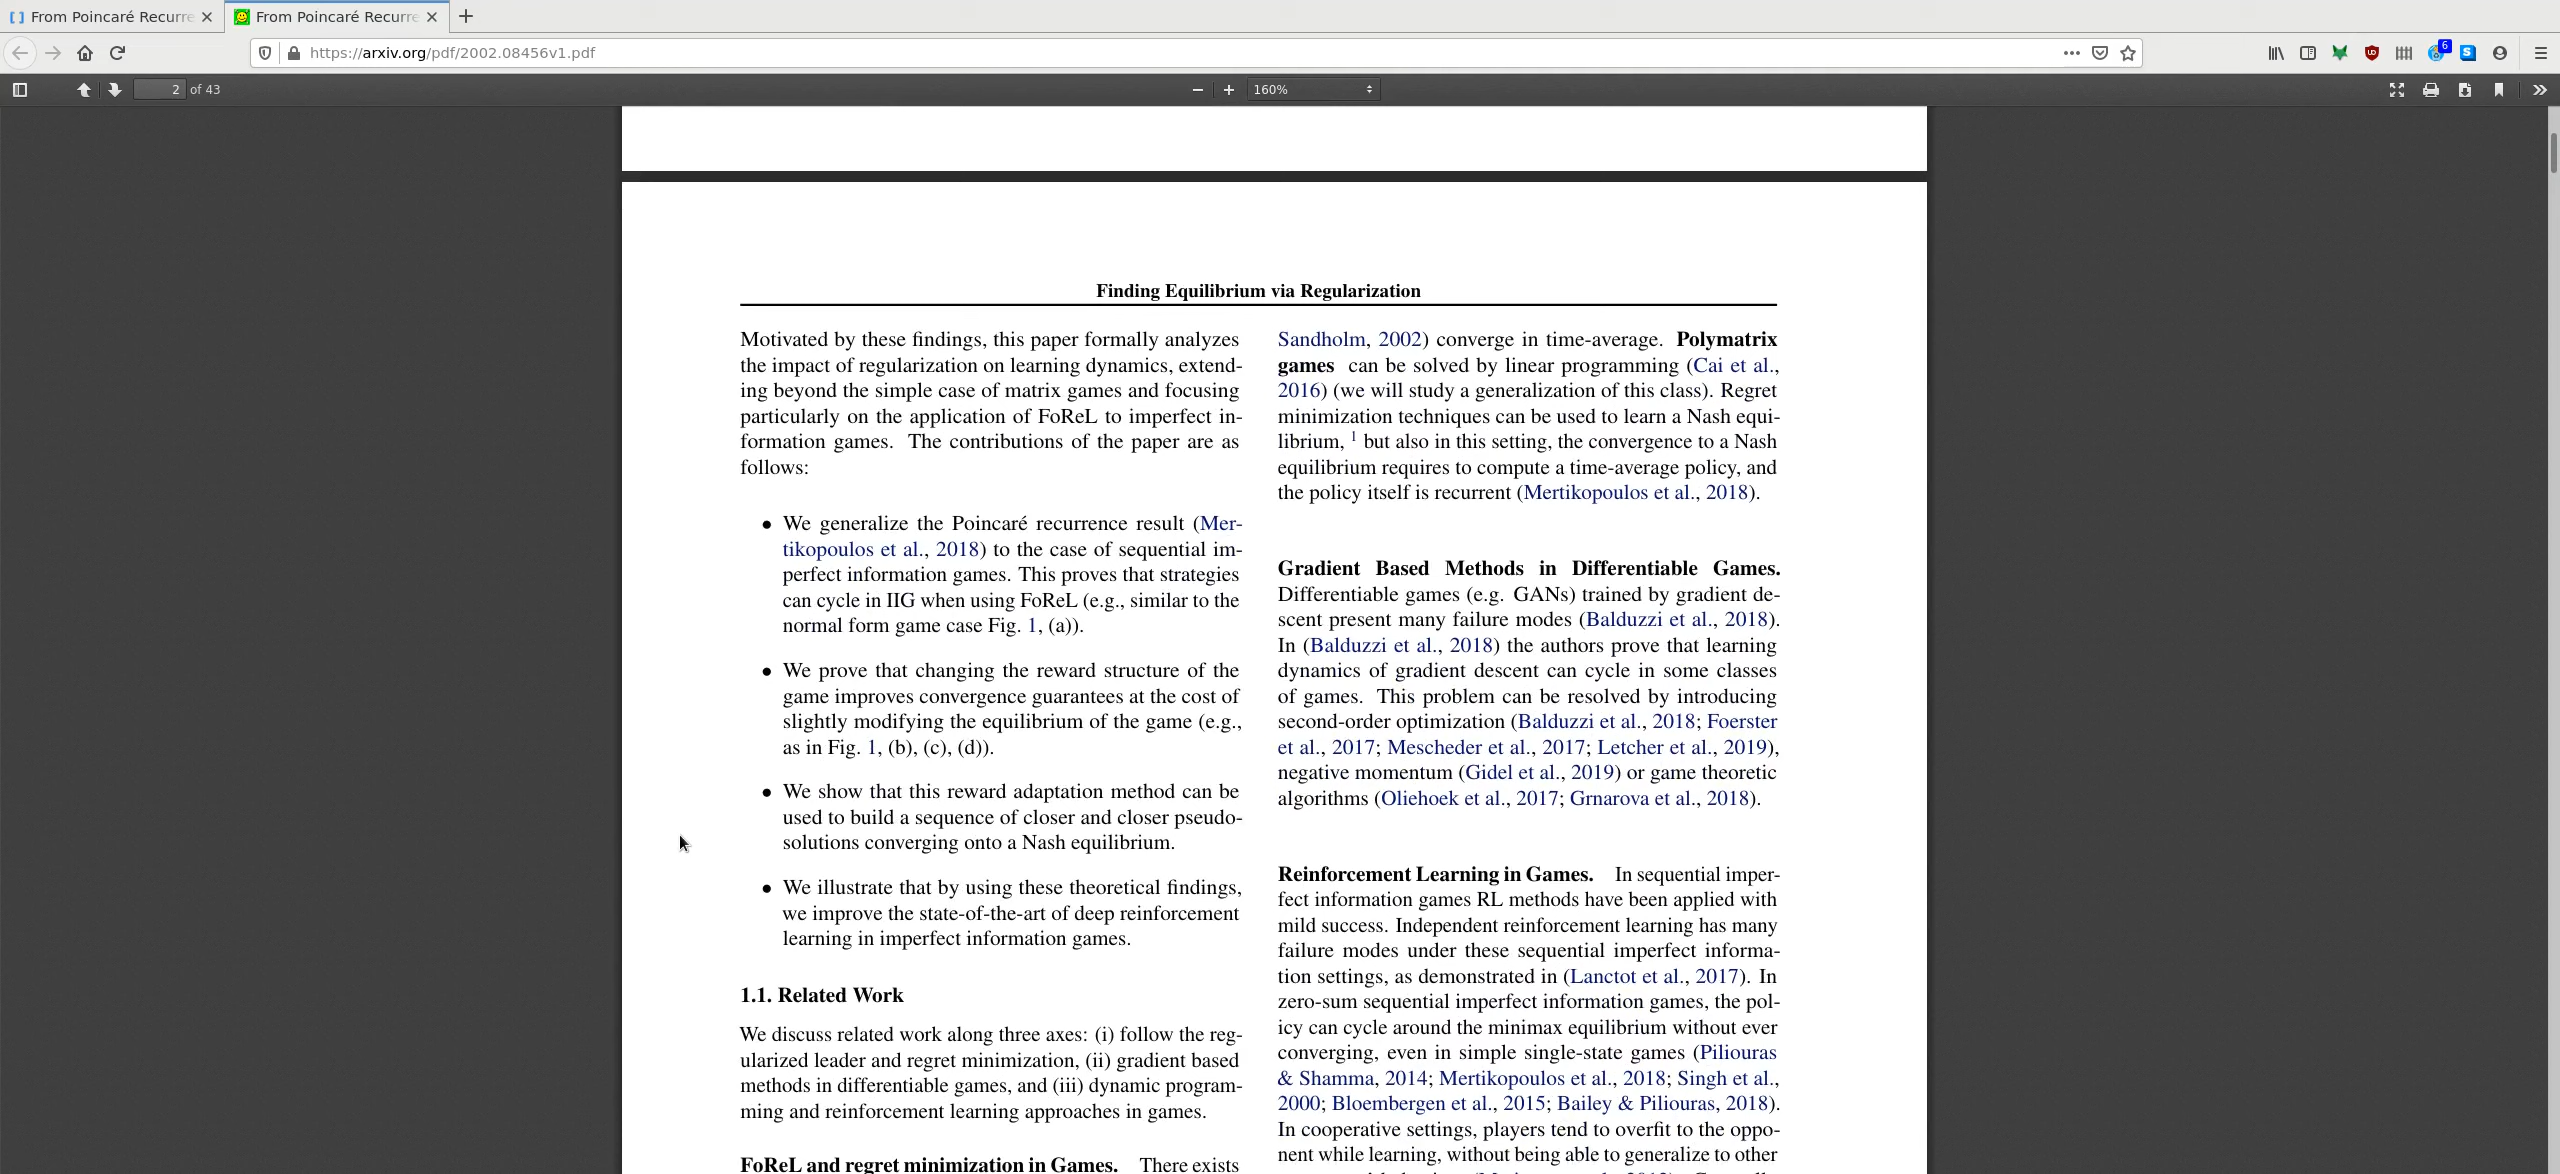 From Poincaré Recurre
From Poincaré Recurre
https://arxiv.org/pdf/2002.08456v1.pdf
6
2 of 43
160%
Finding Equilibrium via Regularization
Motivated by these findings, this paper formally analyzes
the impact of regularization on learning dynamics, extend-
ing beyond the simple case of matrix games and focusing
particularly on the application of FoReL to imperfect in-
formation games. The contributions of the paper are as
follows:
• We generalize the Poincaré recurrence result (Mer-
tikopoulos et al., 2018) to the case of sequential im-
perfect information games. This proves that strategies
can cycle in IIG when using FoReL (e.g., similar to the
normal form game case Fig. 1, (a)).
• We prove that changing the reward structure of the
game improves convergence guarantees at the cost of
slightly modifying the equilibrium of the game (e.g.,
as in Fig. 1, (b), (c), (d)).
• We show that this reward adaptation method can be
used to build a sequence of closer and closer pseudo-
solutions converging onto a Nash equilibrium.
• We illustrate that by using these theoretical findings,
we improve the state-of-the-art of deep reinforcement
learning in imperfect information games.
1.1. Related Work
We discuss related work along three axes: (i) follow the reg-
ularized leader and regret minimization, (ii) gradient based
methods in differentiable games, and (iii) dynamic program-
ming and reinforcement learning approaches in games.
FoReL and regret minimization in Games. There exists
Sandholm, 2002) converge in time-average. Polymatrix
games can be solved by linear programming (Cai et al.,
2016) (we will study a generalization of this class). Regret
minimization techniques can be used to learn a Nash equi-
librium, 1 but also in this setting, the convergence to a Nash
equilibrium requires to compute a time-average policy, and
the policy itself is recurrent (Mertikopoulos et al., 2018).
Gradient Based Methods in Differentiable Games.
Differentiable games (e.g. GANs) trained by gradient de-
scent present many failure modes (Balduzzi et al., 2018).
In (Balduzzi et al., 2018) the authors prove that learning
dynamics of gradient descent can cycle in some classes
of games. This problem can be resolved by introducing
second-order optimization (Balduzzi et al., 2018; Foerster
et al., 2017; Mescheder et al., 2017; Letcher et al., 2019),
negative momentum (Gidel et al., 2019) or game theoretic
algorithms (Oliehoek et al., 2017; Grnarova et al., 2018).
Reinforcement Learning in Games. In sequential imper-
fect information games RL methods have been applied with
mild success. Independent reinforcement learning has many
failure modes under these sequential imperfect informa-
tion settings, as demonstrated in (Lanctot et al., 2017). In
zero-sum sequential imperfect information games, the pol-
icy can cycle around the minimax equilibrium without ever
converging, even in simple single-state games (Piliouras
& Shamma, 2014; Mertikopoulos et al., 2018; Singh et al.,
2000; Bloembergen et al., 2015; Bailey & Piliouras, 2018).
In cooperative settings, players tend to overfit to the oppo-
nent while learning, without being able to generalize to other